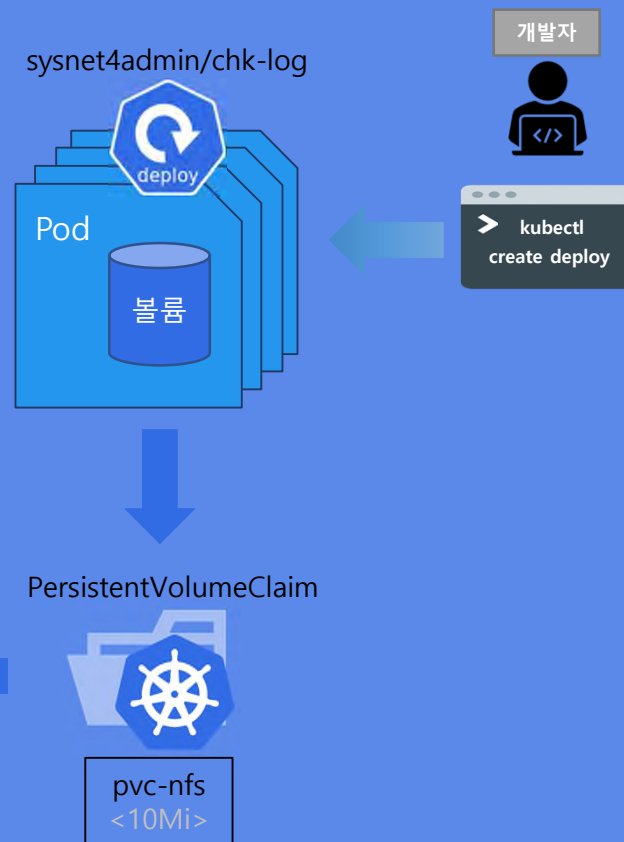 개발자
sysnet4admin/chk-log
deploy
Pod
볼륨
</>
> kubectl
create deploy
PersistentVolumeClaim
pvc-nfs
<10Mi>